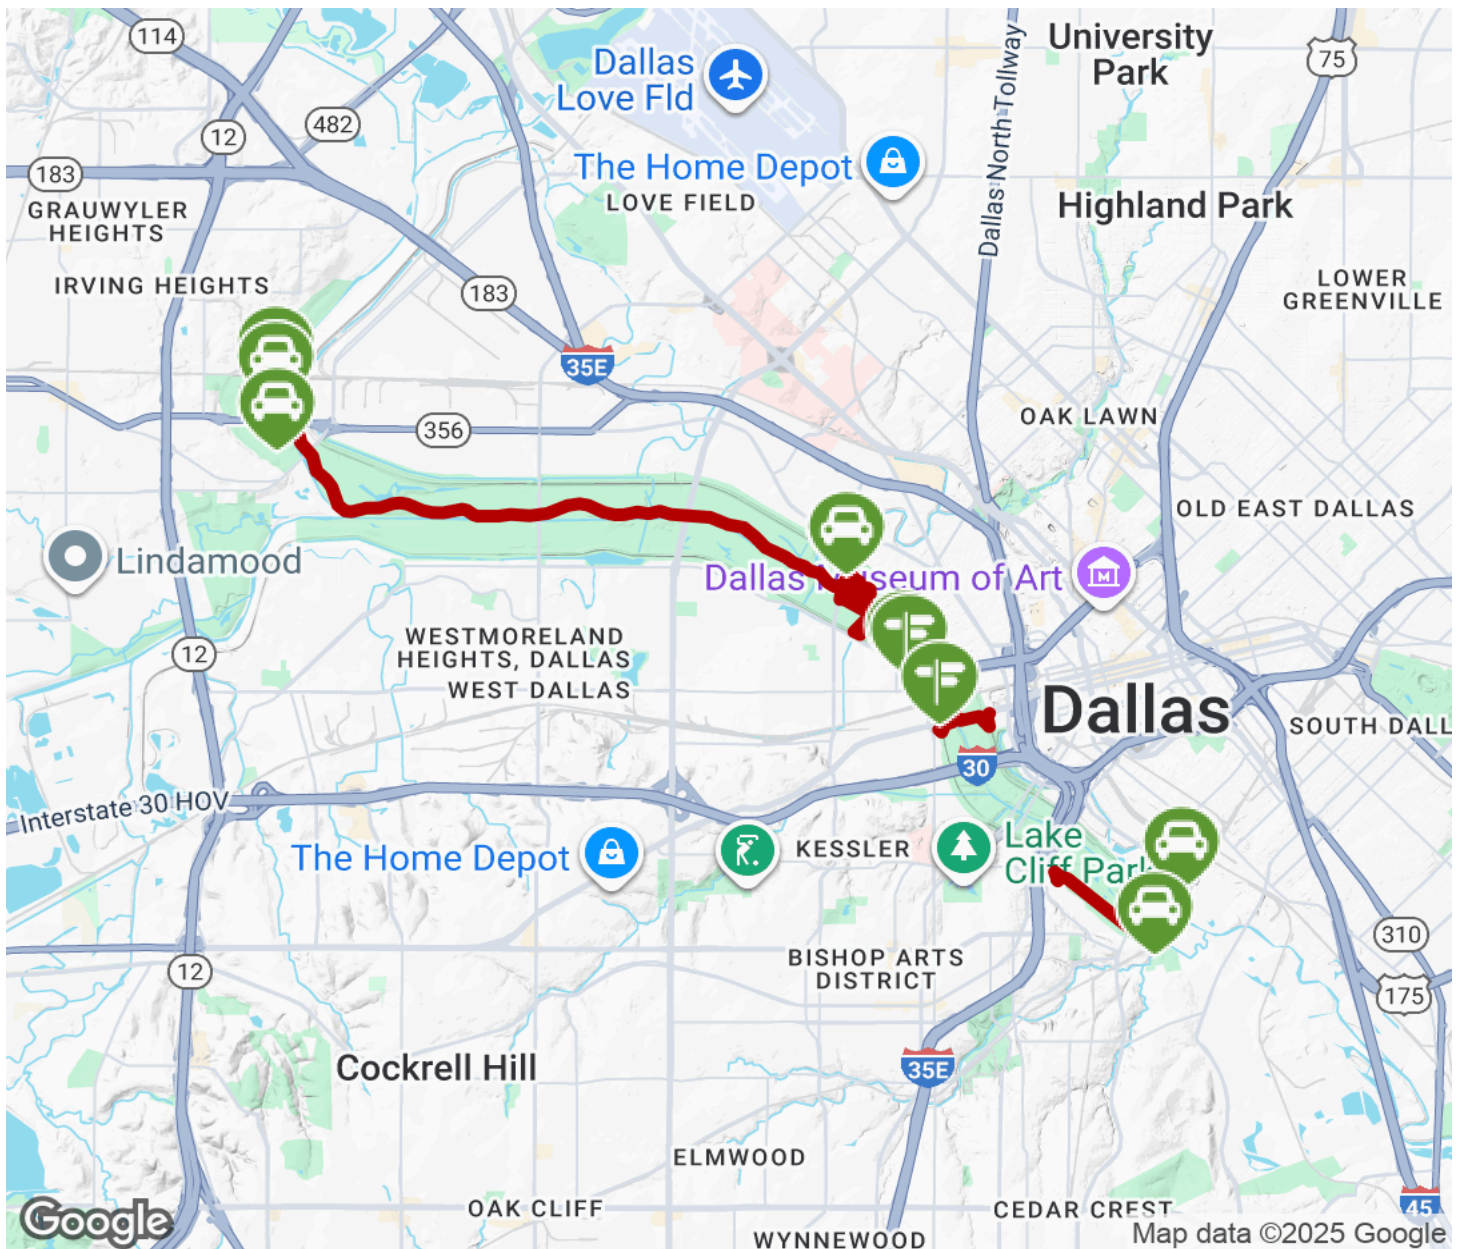 114
University
Park
75
Dallas
Love Fld
Dallas North Tollway
482
12
The Home Depot
183
LOVE FIELD
Highland Park
GRAUWYLER
HEIGHTS
IRVING HEIGHTS
183
LOWER
GREENVILLE
35E
OAK LAWN
356
OLD EAST DALLAS
Lindamood
Dallas Museum of Art
WESTMORELAND
HEIGHTS, DALLAS
12
WEST DALLAS
Dallas
SOUTH DALL
30
Interstate 30 HOV
The Home Depot
KESSLER
Lake
Cliff Park
310
BISHOP ARTS
DISTRICT
12
175
Cockrell Hill
35E
ELMWOOD
OAK CLIFF
CEDAR CREST
45
Google
WYNNEWOOD
Map data ©2025 Google